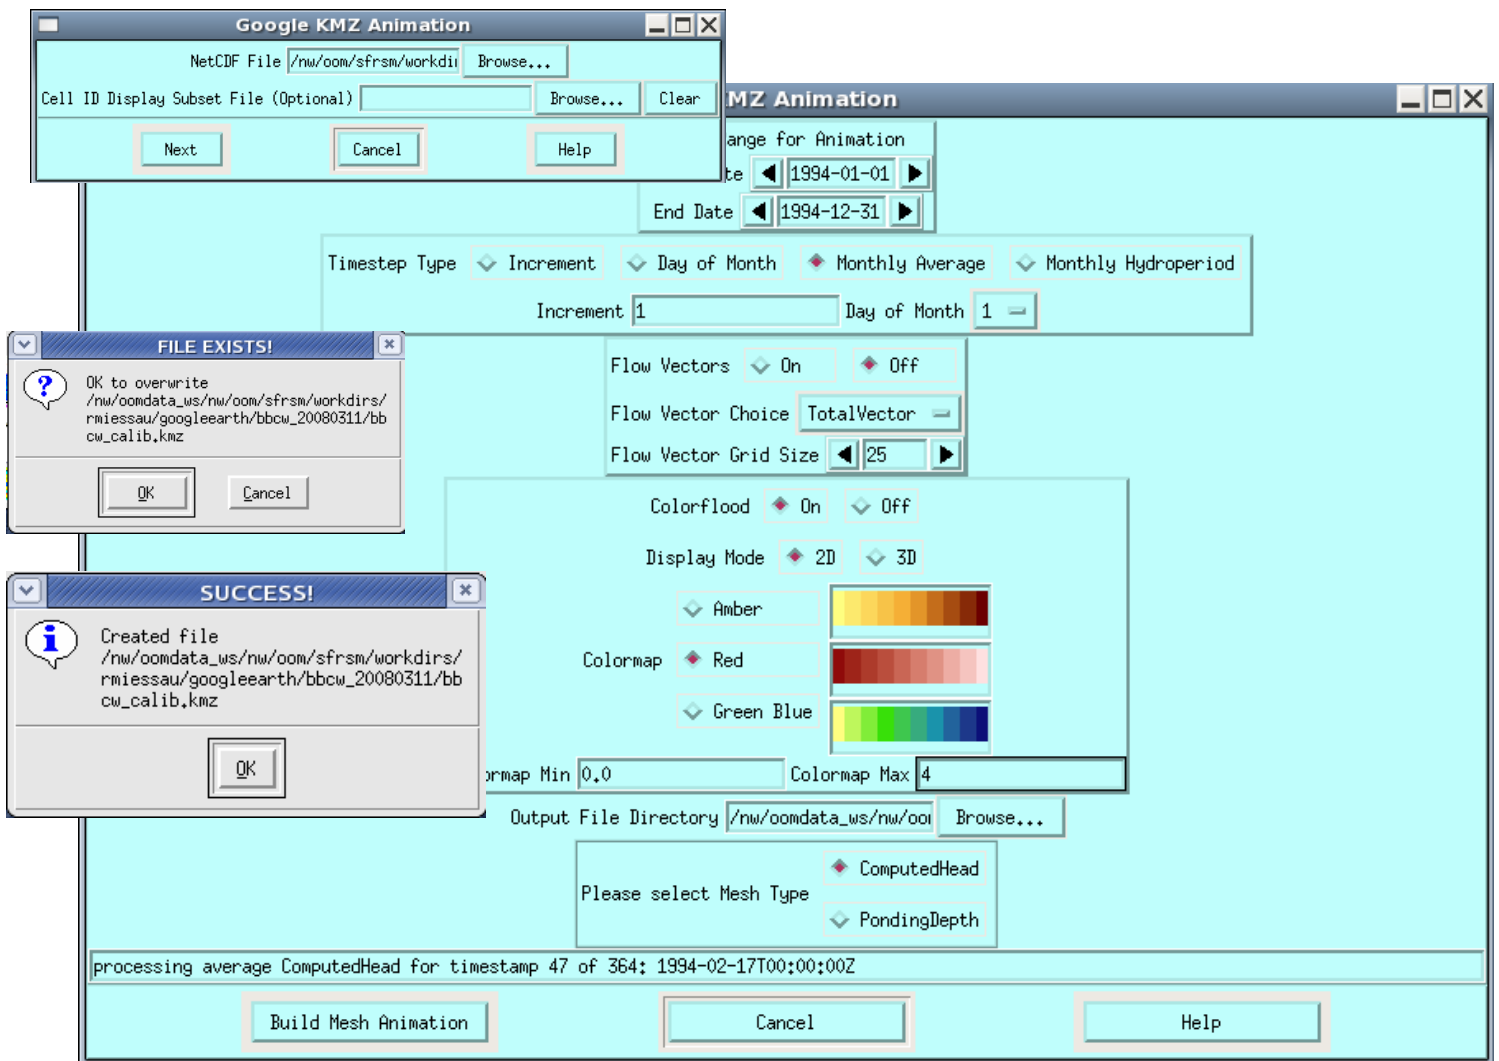 Google KMZ Animation
NetCDF File /nw/oom/sfrsm/workdi Browse...
Cell ID Display Subset File (Optional) Browse... Clear
Next Cancel Help
MZ Animation
ange for Animation
te 1994-01-01
End Date 1994-12-31
Timestep Type Increment Day of Month Monthly Average Monthly Hydroperiod
Increment 1 Day of Month 1
FILE EXISTS!
OK to overwrite
/nw/oomdata_ws/nw/oom/sfrsm/workdirs/
rmiessau/googleearth/bbcw_20080311/bb
cw_calib.kmz
OK Cancel
Flow Vectors On Off
Flow Vector Choice TotalVector
Flow Vector Grid Size 25
Colorflood On Off
Display Mode 2D 3D
Amber
Colormap Red
Green Blue
ormap Min 0.0 Colormap Max 4
SUCCESS!
Created file
/nw/oomdata_ws/nw/oom/sfrsm/workdirs/
rmiessau/googleearth/bbcw_20080311/bb
cw_calib.kmz
OK
Output File Directory /nw/oomdata_ws/nw/oo Browse...
Please select Mesh Type
ComputedHead
PondingDepth
processing average ComputedHead for timestamp 47 of 364: 1994-02-17T00:00:00Z
Build Mesh Animation Cancel Help